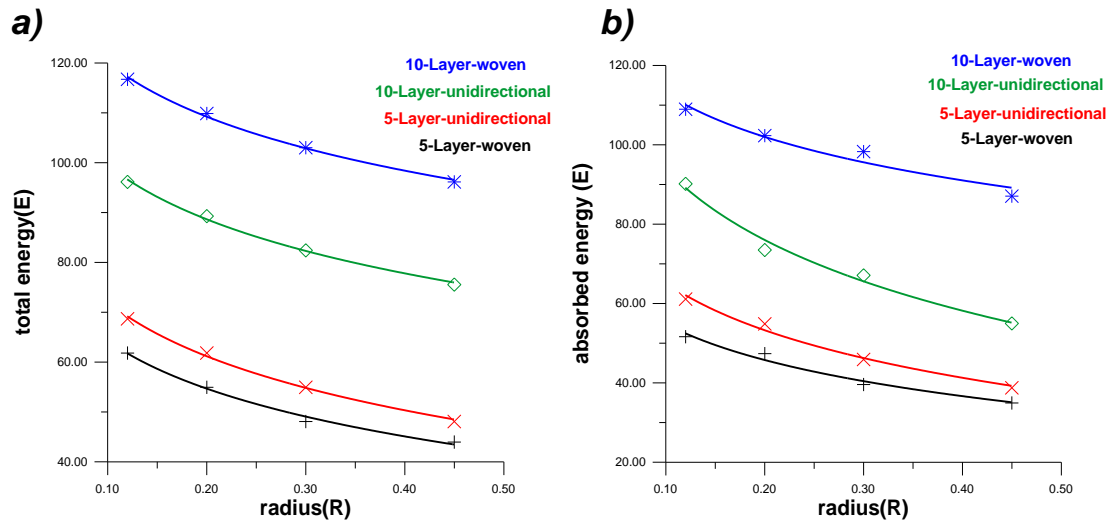 a)
10-Layer-woven
10-Layer-unidirectional
5-Layer-unidirectional
5-Layer-woven
total energy(E)
120.00
100.00
80.00
60.00
40.00
0.10
0.20
0.30
0.40
0.50
radius(R)
b)
10-Layer-woven
10-Layer-unidirectional
5-Layer-unidirectional
5-Layer-woven
absorbed energy (E)
120.00
100.00
80.00
60.00
40.00
20.00
0.10
0.20
0.30
0.40
0.50
radius(R)